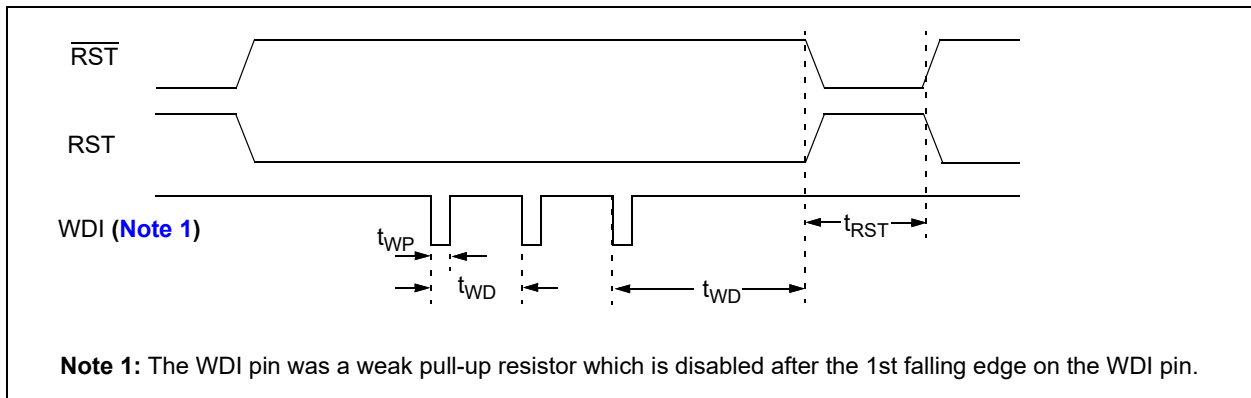 RST
RST
WDI (Note 1)
tWP
tWD
tWD
tRST
Note 1: The WDI pin was a weak pull-up resistor which is disabled after the 1st falling edge on the WDI pin.